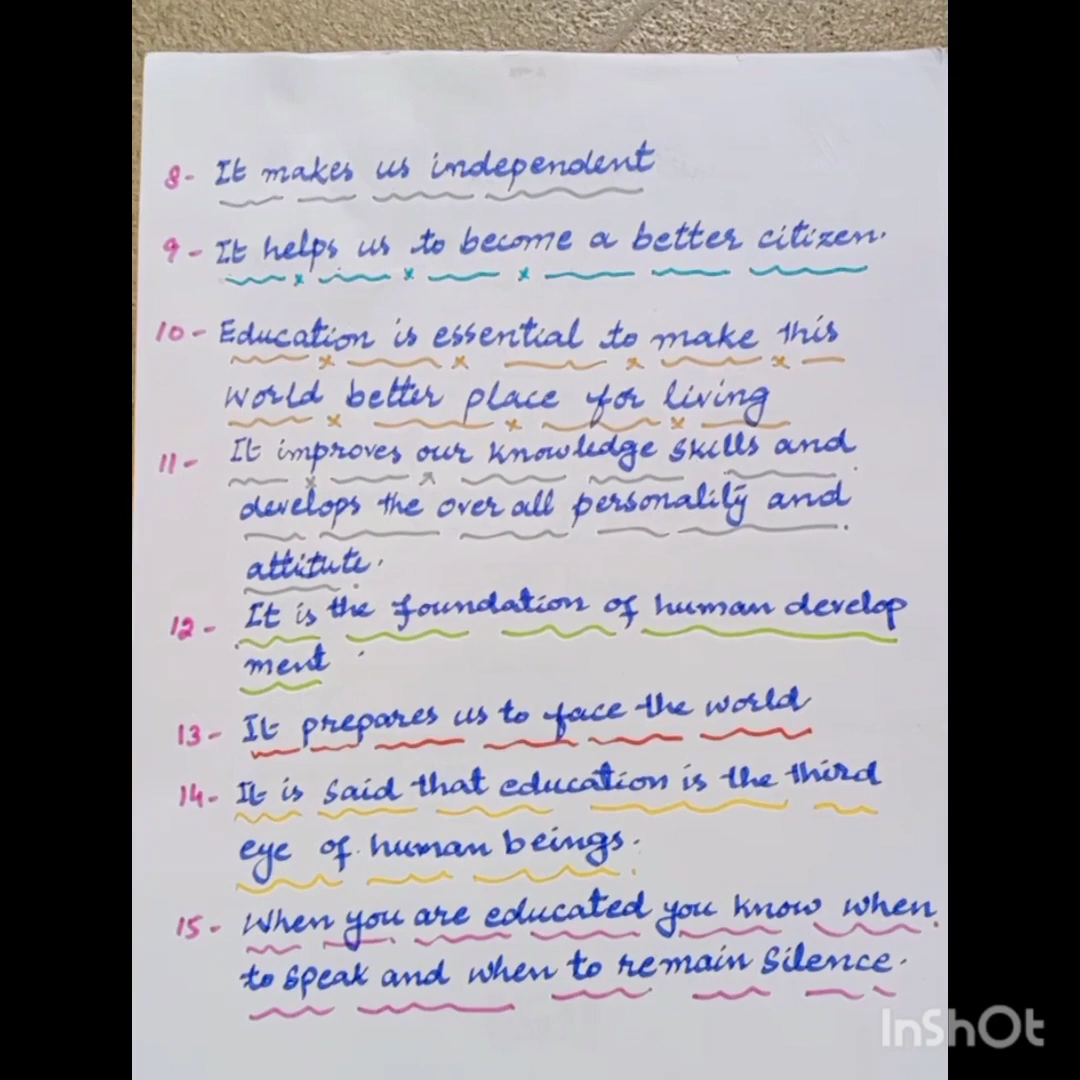 8- It makes us independent
9- It helps us to become a better citizen.
10- Education is essential to make this
world better place for living
11- It improves our knowledge skills and
develops the over all personality and
attitute.
12- It is the foundation of human develop
ment
13- It prepares us to face the world
14- It is said that education is the third
eye of human beings.
15- When you are educated you know when
to speak and when to remain silence.
InShOt